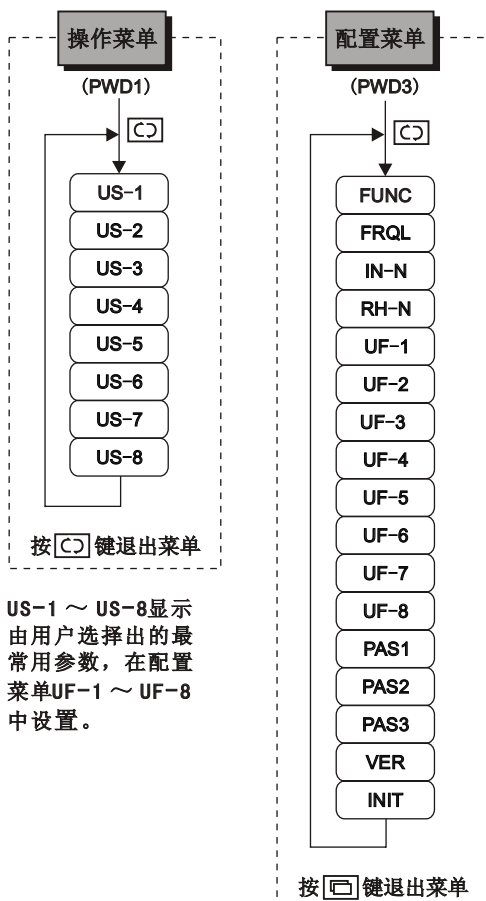 操作菜单
(PWD1)
US-1
US-2
US-3
US-4
US-5
US-6
US-7
US-8
按键退出菜单
US-1 ～ US-8显示
由用户选择出的最
常用参数，在配置
菜单UF-1 ～ UF-8
中设置。
配置菜单
(PWD3)
FUNC
FRQL
IN-N
RH-N
UF-1
UF-2
UF-3
UF-4
UF-5
UF-6
UF-7
UF-8
PAS1
PAS2
PAS3
VER
INIT
按键退出菜单